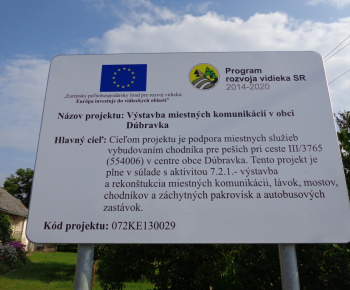 Program
rozvoja vidieka SR
2014-2020
„Európsky poľnohospodársky fond pre rozvoj vidieka:
Európa investuje do vidieckych oblastí"
Názov projektu: Výstavba miestnych komunikácií v obci
Dúbravka
Hlavný cieľ: Cieľom projektu je podpora miestnych služieb
vybudovaním chodníka pre peších pri ceste III/3765
(554006) v centre obce Dúbravka. Tento projekt je
plne v súlade s aktivitou 7.2.1.- výstavba
a rekonštukcia miestnych komunikácií, lávok, mostov,
chodníkov a záchytných pakrovísk a autobusových
zastávok.
Kód projektu: 072KE130029